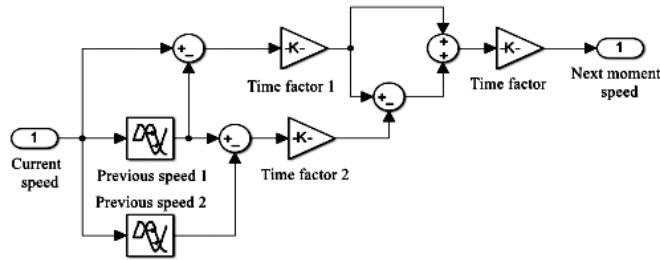 -K-
Time factor 1
+
+
-K-
Time factor
1
Next moment
speed
+
-
+
-
1
Current
speed
Previous speed 1
+
-
-K-
Time factor 2
Previous speed 2